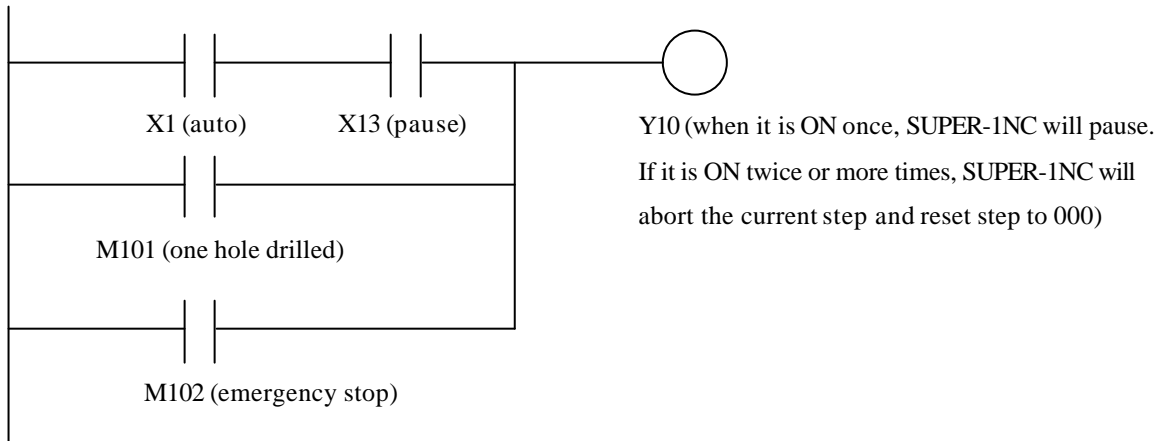 X1 (auto)
X13 (pause)
Y10 (when it is ON once, SUPER-1NC will pause.
If it is ON twice or more times, SUPER-1NC will
abort the current step and reset step to 000)
M101 (one hole drilled)
M102 (emergency stop)